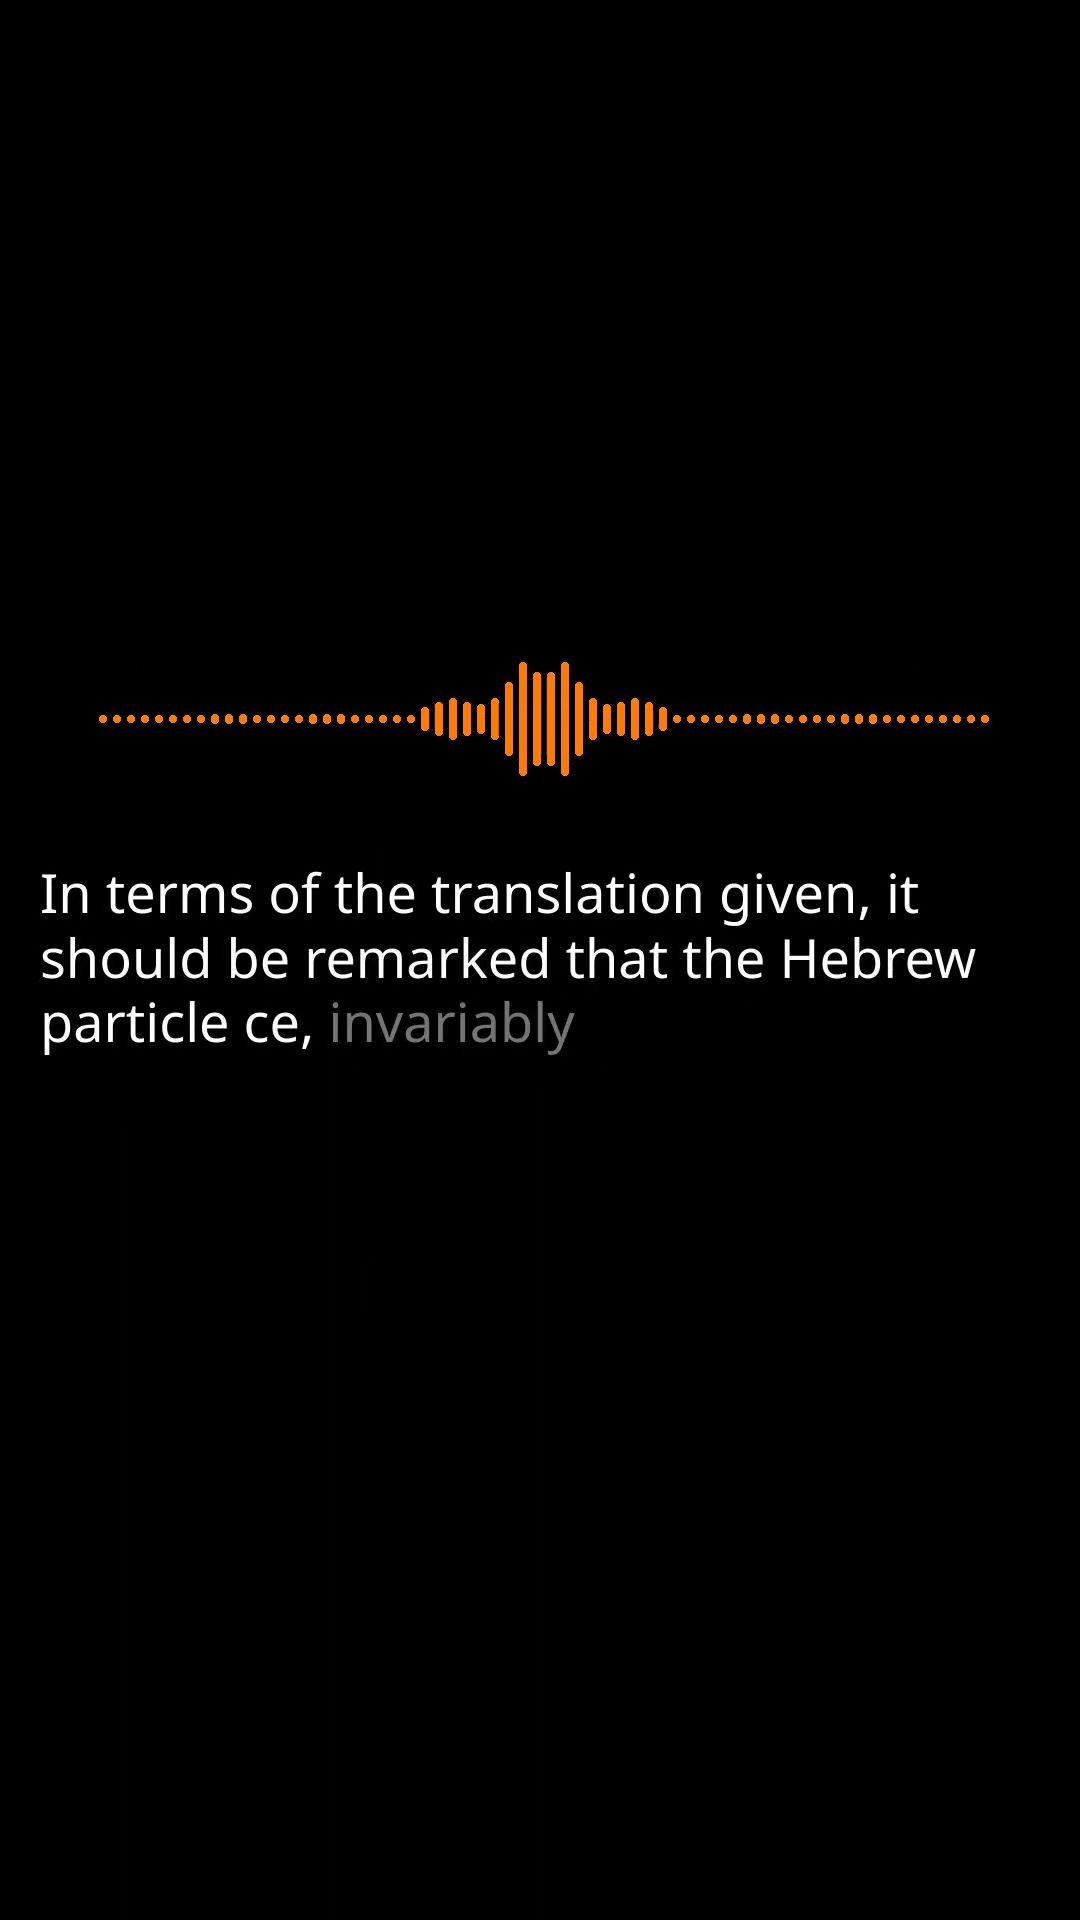 In terms of the translation given, it
should be remarked that the Hebrew
particle ce, invariably